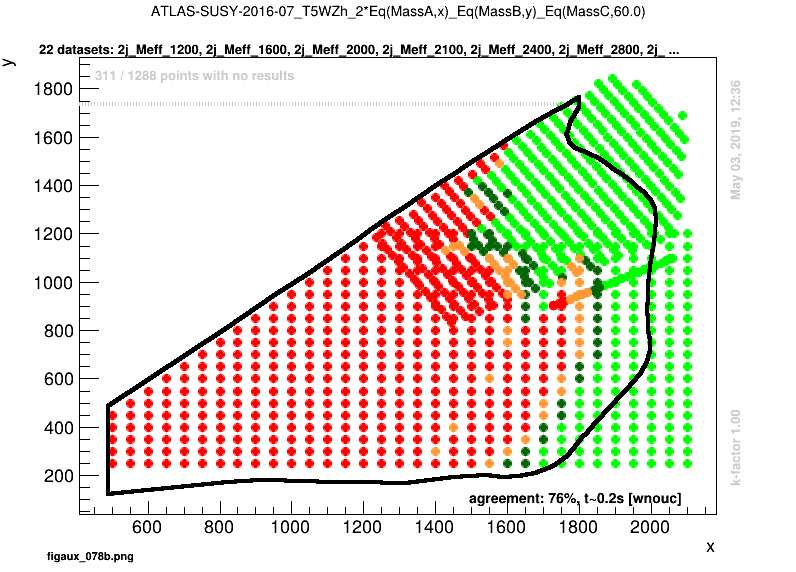 ATLAS-SUSY-2016-07_T5WZh_2*Eq(MassA,x)_Eq(MassB,y)_Eq(MassC,60.0)
22 datasets: 2j_Meff_1200, 2j_Meff_1600, 2j_Meff_2000, 2j_Meff_2100, 2j_Meff_2400, 2j_Meff_2800, 2j_ ...
y
311 / 1288 points with no results
May 03, 2019, 12:36
1800
1600
1400
1200
1000
800
600
400
200
k-factor 1.00
agreement: 76%, t~0.2s [wnouc]
600 800 1000 1200 1400 1600 1800 2000
x
figaux_078b.png